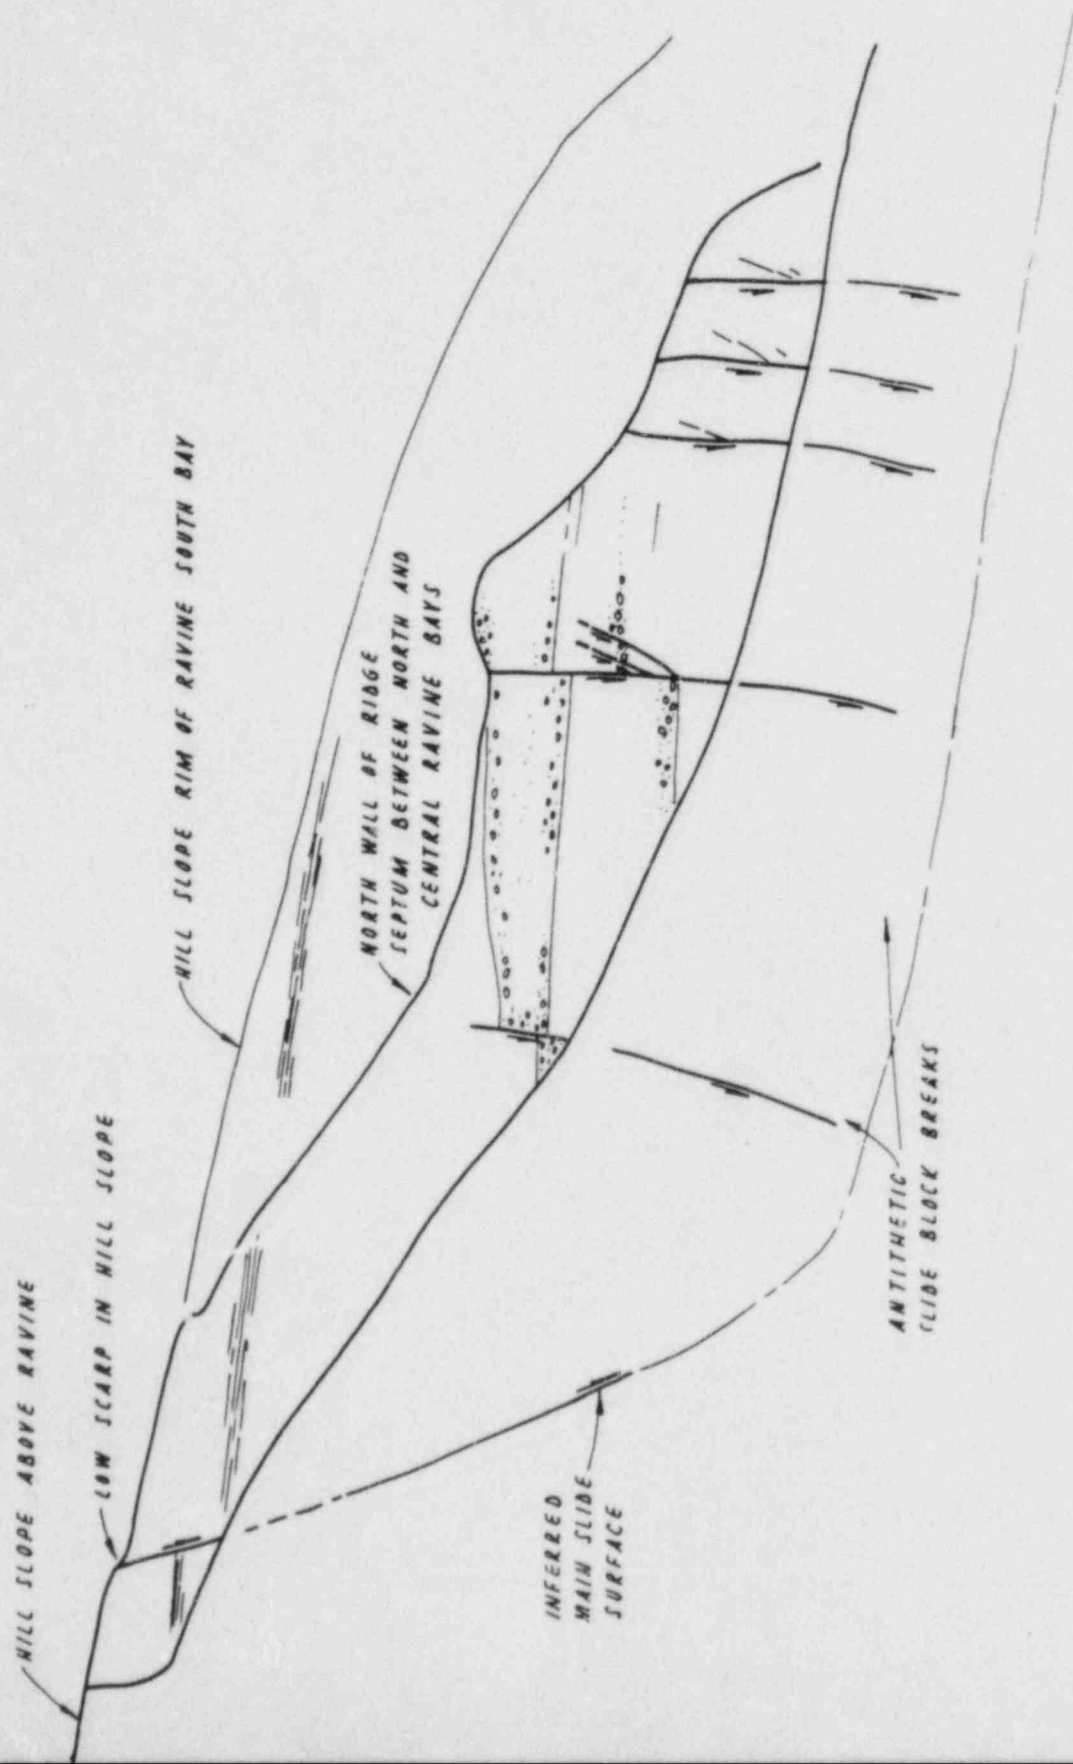 HILL SLOPE ABOVE RAVINE
LOW SCARP IN HILL SLOPE
HILL SLOPE RIM OF RAVINE SOUTH BAY
NORTH WALL OF RIDGE
SEPTUM BETWEEN NORTH AND
CENTRAL RAVINE BAYS
INFERRED
MAIN SLIDE
SURFACE
ANTITHETIC
SLIDE BLOCK BREAKS